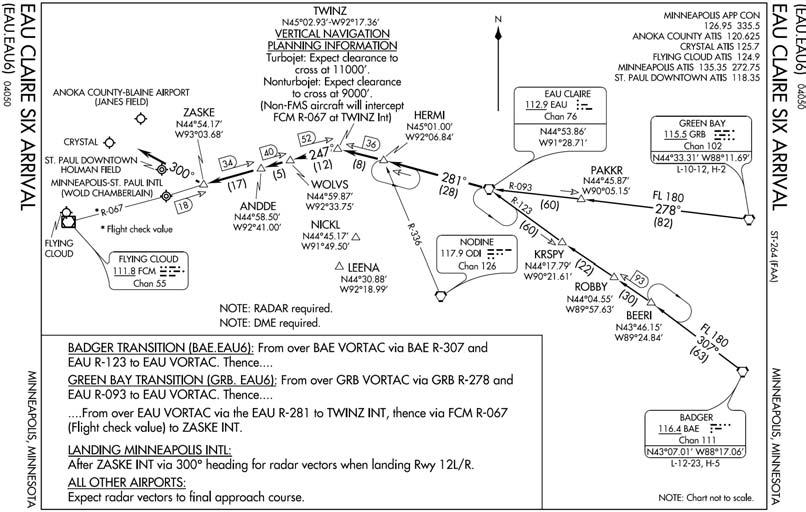 (EAU.EAU6) 04050
EAU CLAIRE SIX ARRIVAL
MINNEAPOLIS, MINNESOTA
TWINZ
N45°02.93'-W92°17.36'
VERTICAL NAVIGATION
PLANNING INFORMATION
Turbojet: Expect clearance to
cross at 11000'.
Nonturbojet: Expect clearance
to cross at 9000'.
(Non-FMS aircraft will intercept
FCM R-067 at TWINZ Int)
MINNEAPOLIS APP CON
126.95 335.5
ANOKA COUNTY ATIS 120.625
CRYSTAL ATIS 125.7
FLYING CLOUD ATIS 124.9
MINNEAPOLIS ATIS 135.35 272.75
ST. PAUL DOWNTOWN ATIS 118.35
N
ANOKA COUNTY-BLAINE AIRPORT
(JANES FIELD)
CRYSTAL
ST. PAUL DOWNTOWN
HOLMAN FIELD
MINNEAPOLIS-ST. PAUL INTL
(WOLD CHAMBERLAIN)
ZASKE
N44°54.17'
W93°03.68'
300°
34
(17)
18
R-067
* Flight check value
FLYING
CLOUD
FLYING CLOUD
111.8 FCM
Chan 55
40
(5)
52
247°
(12)
ANDDE
N44°58.50'
W92°41.00'
WOLVS
N44°59.87'
W92°33.75'
36
(8)
HERMI
N45°01.00'
W92°06.84'
NICKL
N44°45.17'
W91°49.50'
LEENA
N44°30.88'
W92°18.99'
281°
(28)
R-336
NODINE
117.9 ODI
Chan 126
EAU CLAIRE
112.9 EAU
Chan 76
N44°53.86'
W91°28.71'
R-093
(60)
PAKKR
N44°45.87'
W90°05.15'
FL 180
278°
(82)
GREEN BAY
115.5 GRB
Chan 102
N44°33.31' W88°11.69'
L-10-12, H-2
R-123
(60)
KRSPY
N44°17.79'
W90°21.61'
(22)
ROBBY
N44°04.55'
W89°57.63'
93
(30)
BEERI
N43°46.15'
W89°24.84'
FL 180
307°
(63)
BADGER
116.4 BAE
Chan 111
N43°07.01' W88°17.06'
L-12-23, H-5
NOTE: RADAR required.
NOTE: DME required.
BADGER TRANSITION (BAE.EAU6): From over BAE VORTAC via BAE R-307 and
EAU R-123 to EAU VORTAC. Thence....
GREEN BAY TRANSITION (GRB. EAU6): From over GRB VORTAC via GRB R-278 and
EAU R-093 to EAU VORTAC. Thence....
....From over EAU VORTAC via the EAU R-281 to TWINZ INT, thence via FCM R-067
(Flight check value) to ZASKE INT.
LANDING MINNEAPOLIS INTL:
After ZASKE INT via 300° heading for radar vectors when landing Rwy 12L/R.
ALL OTHER AIRPORTS:
Expect radar vectors to final approach course.
NOTE: Chart not to scale.
(EAU.EAU6) 04050
EAU CLAIRE SIX ARRIVAL
ST-264 (FAA)
MINNEAPOLIS, MINNESOTA